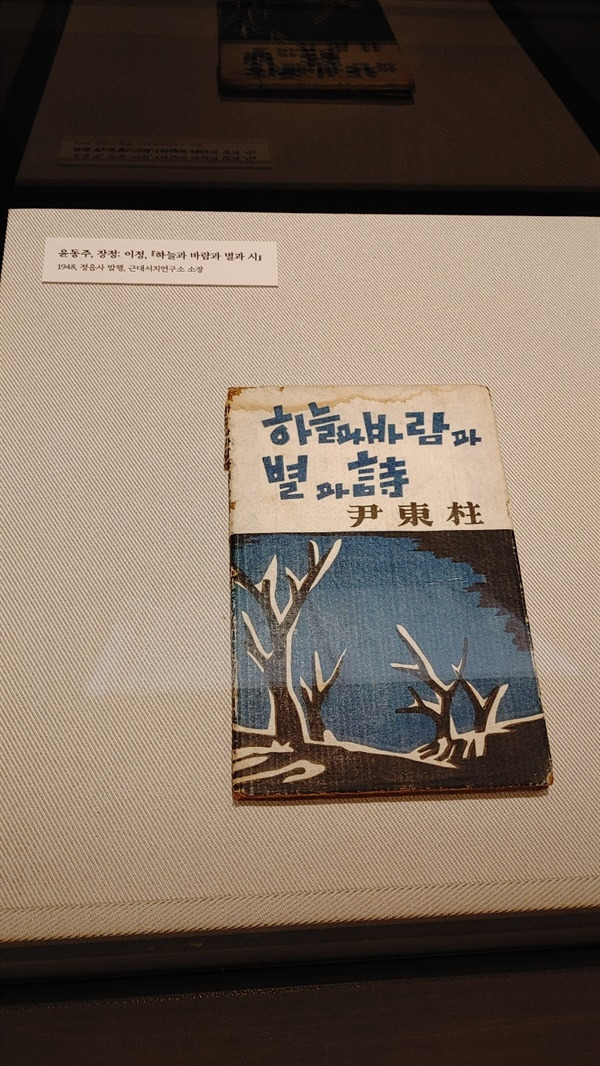 윤동주, 장정: 이정, 『하늘과 바람과 별과 시』
1948, 정음사 발행, 근대서지연구소 소장
하늘과바람과
별과詩
尹東柱